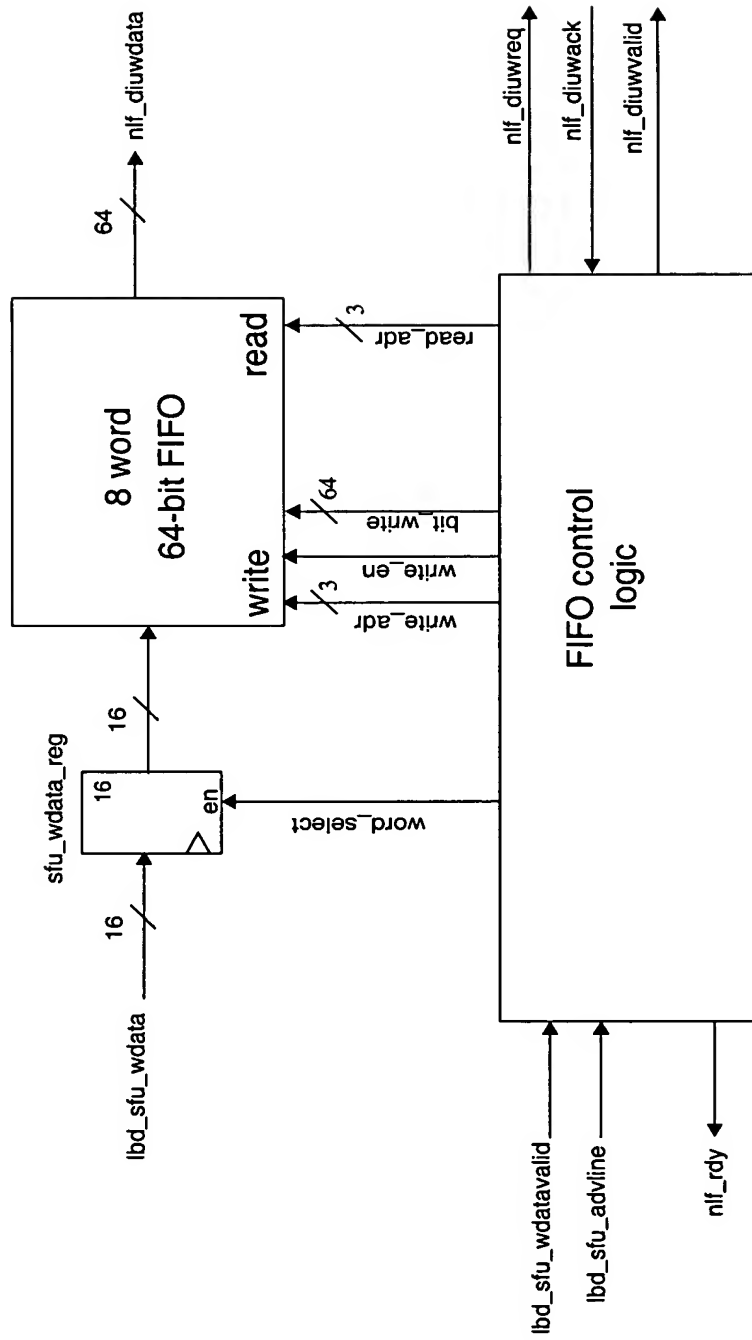 nlf_diuwdata
64
8 word
64-bit FIFO
write
read
16
sfu_wdata_reg
16
en
16
lbd_sfu_wdata
word_select
write_adr
3
write_en
bit_write
64
read_adr
3
FIFO control
logic
nlf_diuwreq
nlf_diuwack
nlf_diuwvalid
lbd_sfu_wdatavalid
lbd_sfu_advline
nlf_rdy